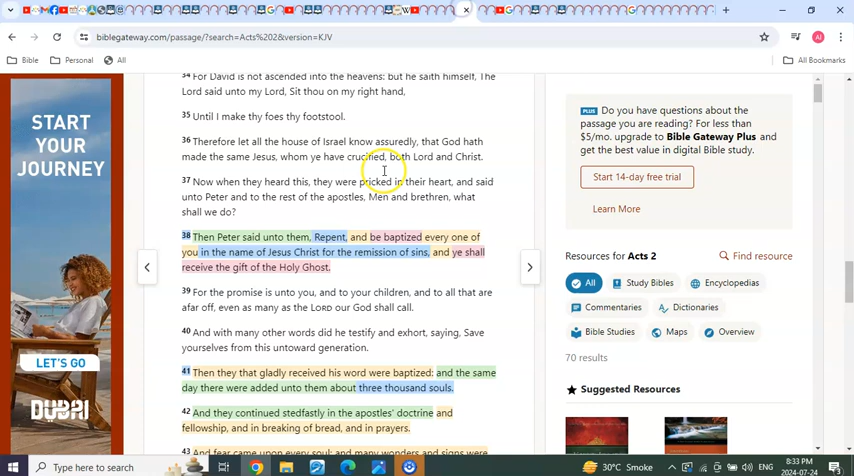 biblegateway.com/passage/?search=Acts%202&version=KJV
Bible
Personal
All
All Bookmarks
START
YOUR
JOURNEY
LET'S GO
DUBAI
34 For David is not ascended into the heavens: but he saith himself, The
Lord said unto my Lord, Sit thou on my right hand,
35 Until I make thy foes thy footstool.
36 Therefore let all the house of Israel know assuredly, that God hath
made the same Jesus, whom ye have crucified, both Lord and Christ.
37 Now when they heard this, they were pricked in their heart, and said
unto Peter and to the rest of the apostles, Men and brethren, what
shall we do?
38 Then Peter said unto them, Repent, and be baptized every one of
you in the name of Jesus Christ for the remission of sins, and ye shall
receive the gift of the Holy Ghost.
39 For the promise is unto you, and to your children, and to all that are
afar off, even as many as the LORD our God shall call.
40 And with many other words did he testify and exhort, saying, Save
yourselves from this untoward generation.
41 Then they that gladly received his word were baptized: and the same
day there were added unto them about three thousand souls.
42 And they continued stedfastly in the apostles' doctrine and
fellowship, and in breaking of bread, and in prayers.
43 And fear came upon every soul: and many wonders and signs were
PLUS Do you have questions about the
passage you are reading? For less than
$5/mo. upgrade to Bible Gateway Plus and
get the best value in digital Bible study.
Start 14-day free trial
Learn More
Resources for Acts 2
Find resource
All
Study Bibles
Encyclopedias
Commentaries
Dictionaries
Bible Studies
Maps
Overview
70 results
Suggested Resources
Type here to search
30°C Smoke
8:33 PM
2024-07-24